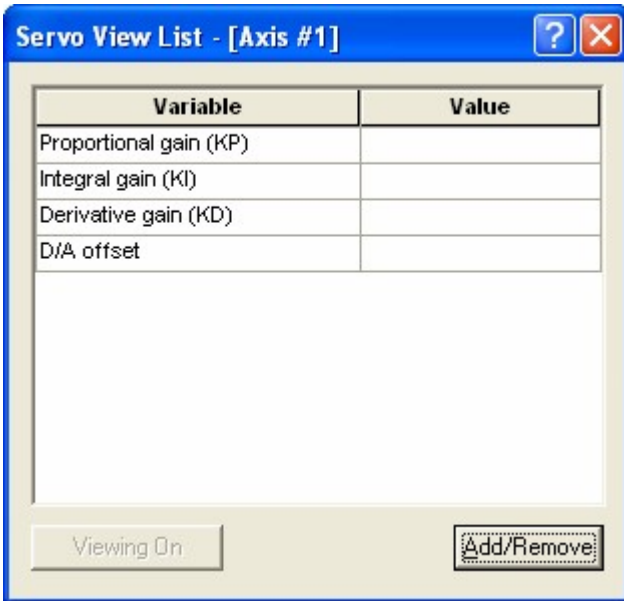 Servo View List - [Axis #1]
?
Variable Value
Proportional gain (KP)
Integral gain (KI)
Derivative gain (KD)
D/A offset
Viewing On Add/Remove